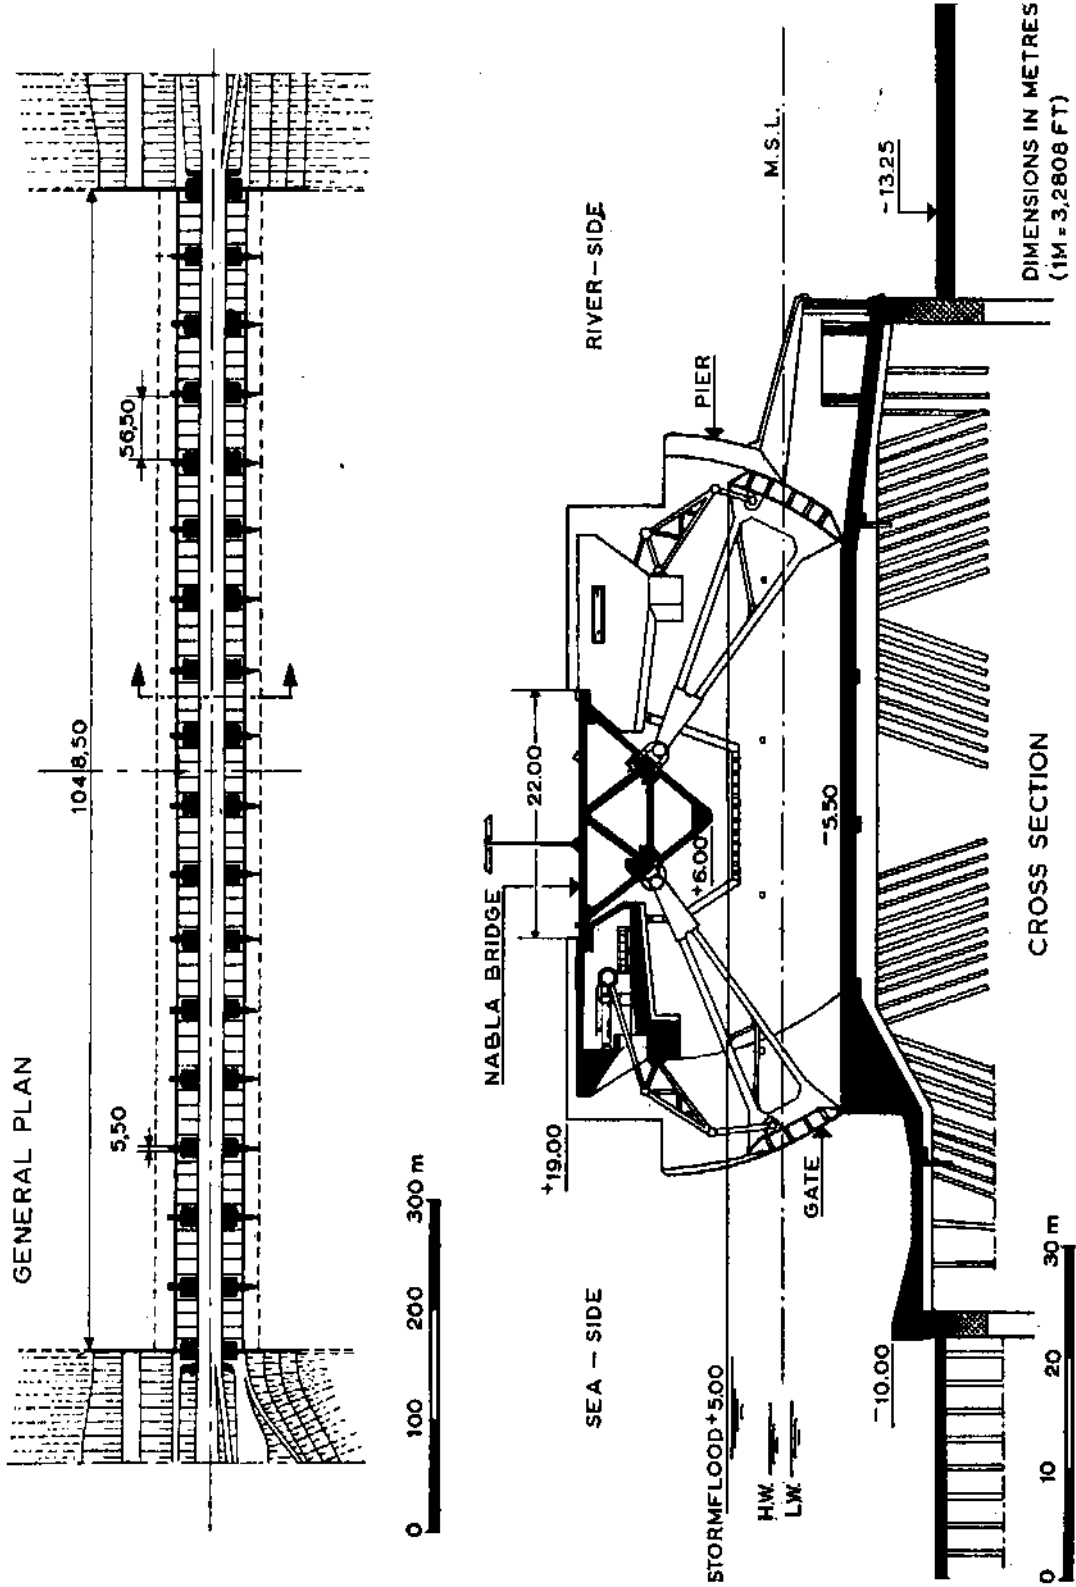 GENERAL PLAN
1048,50
5,50
56,50
0 100 200 300 m
SEA-SIDE
RIVER-SIDE
NABLA BRIDGE
22.00
+19.00
+6.00
PIER
GATE
STORMFLOOD +5.00
H.W.
L.W.
M.S.L.
-5.50
-10.00
-13.25
CROSS SECTION
0 10 20 30 m
DIMENSIONS IN METRES
(1M = 3,2808 FT)